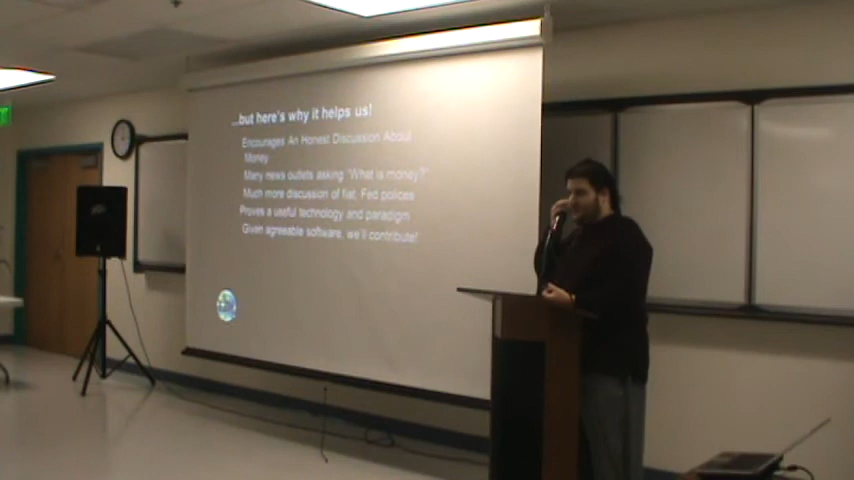 ...but here's why it helps us!
Encourages An Honest Discussion About
Money
Many news outlets asking "What is money?"
Much more discussion of fiat, Fed polices
Proves a useful technology and paradigm
Given agreeable software, we'll contribute!